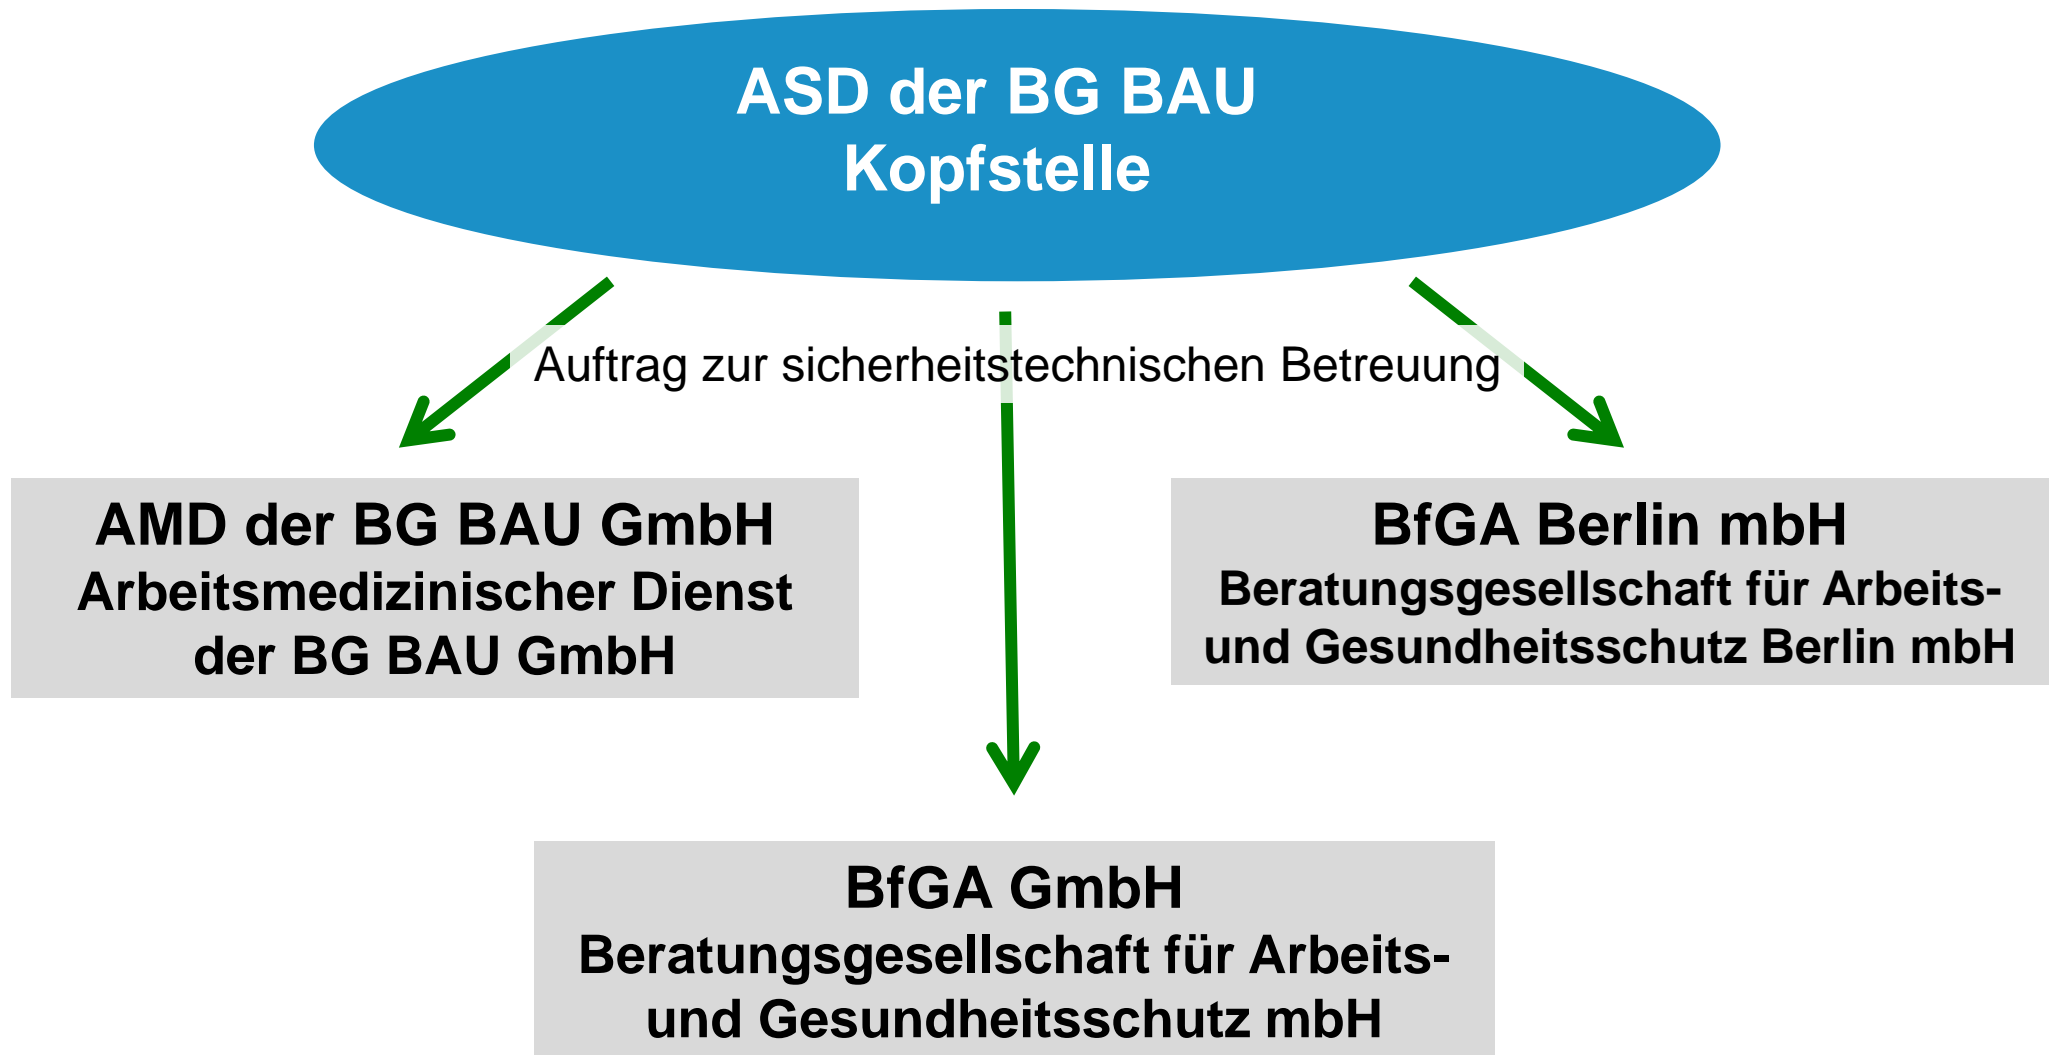 ASD der BG BAU
Kopfstelle
Auftrag zur sicherheitstechnischen Betreuung
AMD der BG BAU GmbH
Arbeitsmedizinischer Dienst
der BG BAU GmbH
BfGA Berlin mbH
Beratungsgesellschaft für Arbeits-
und Gesundheitsschutz Berlin mbH
BfGA GmbH
Beratungsgesellschaft für Arbeits-
und Gesundheitsschutz mbH